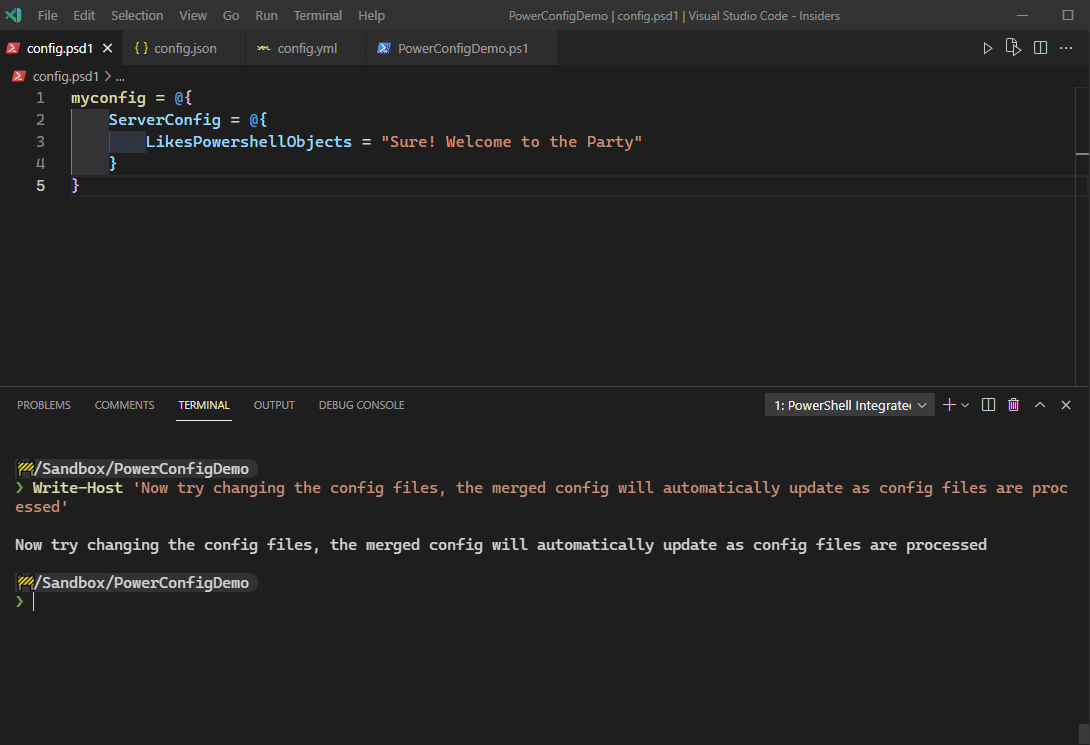 File Edit Selection View Go Run Terminal Help PowerConfigDemo | config.psd1 | Visual Studio Code - Insiders
config.psd1 {} config.json config.yml PowerConfigDemo.ps1
config.psd1 > ...
1 myconfig = @{
2 ServerConfig = @{
3 LikesPowershellObjects = "Sure! Welcome to the Party"
4 }
5 }
PROBLEMS COMMENTS TERMINAL OUTPUT DEBUG CONSOLE 1: PowerShell Integrate
/Sandbox/PowerConfigDemo
❯ Write-Host 'Now try changing the config files, the merged config will automatically update as config files are proc
essed'
Now try changing the config files, the merged config will automatically update as config files are processed
/Sandbox/PowerConfigDemo
❯